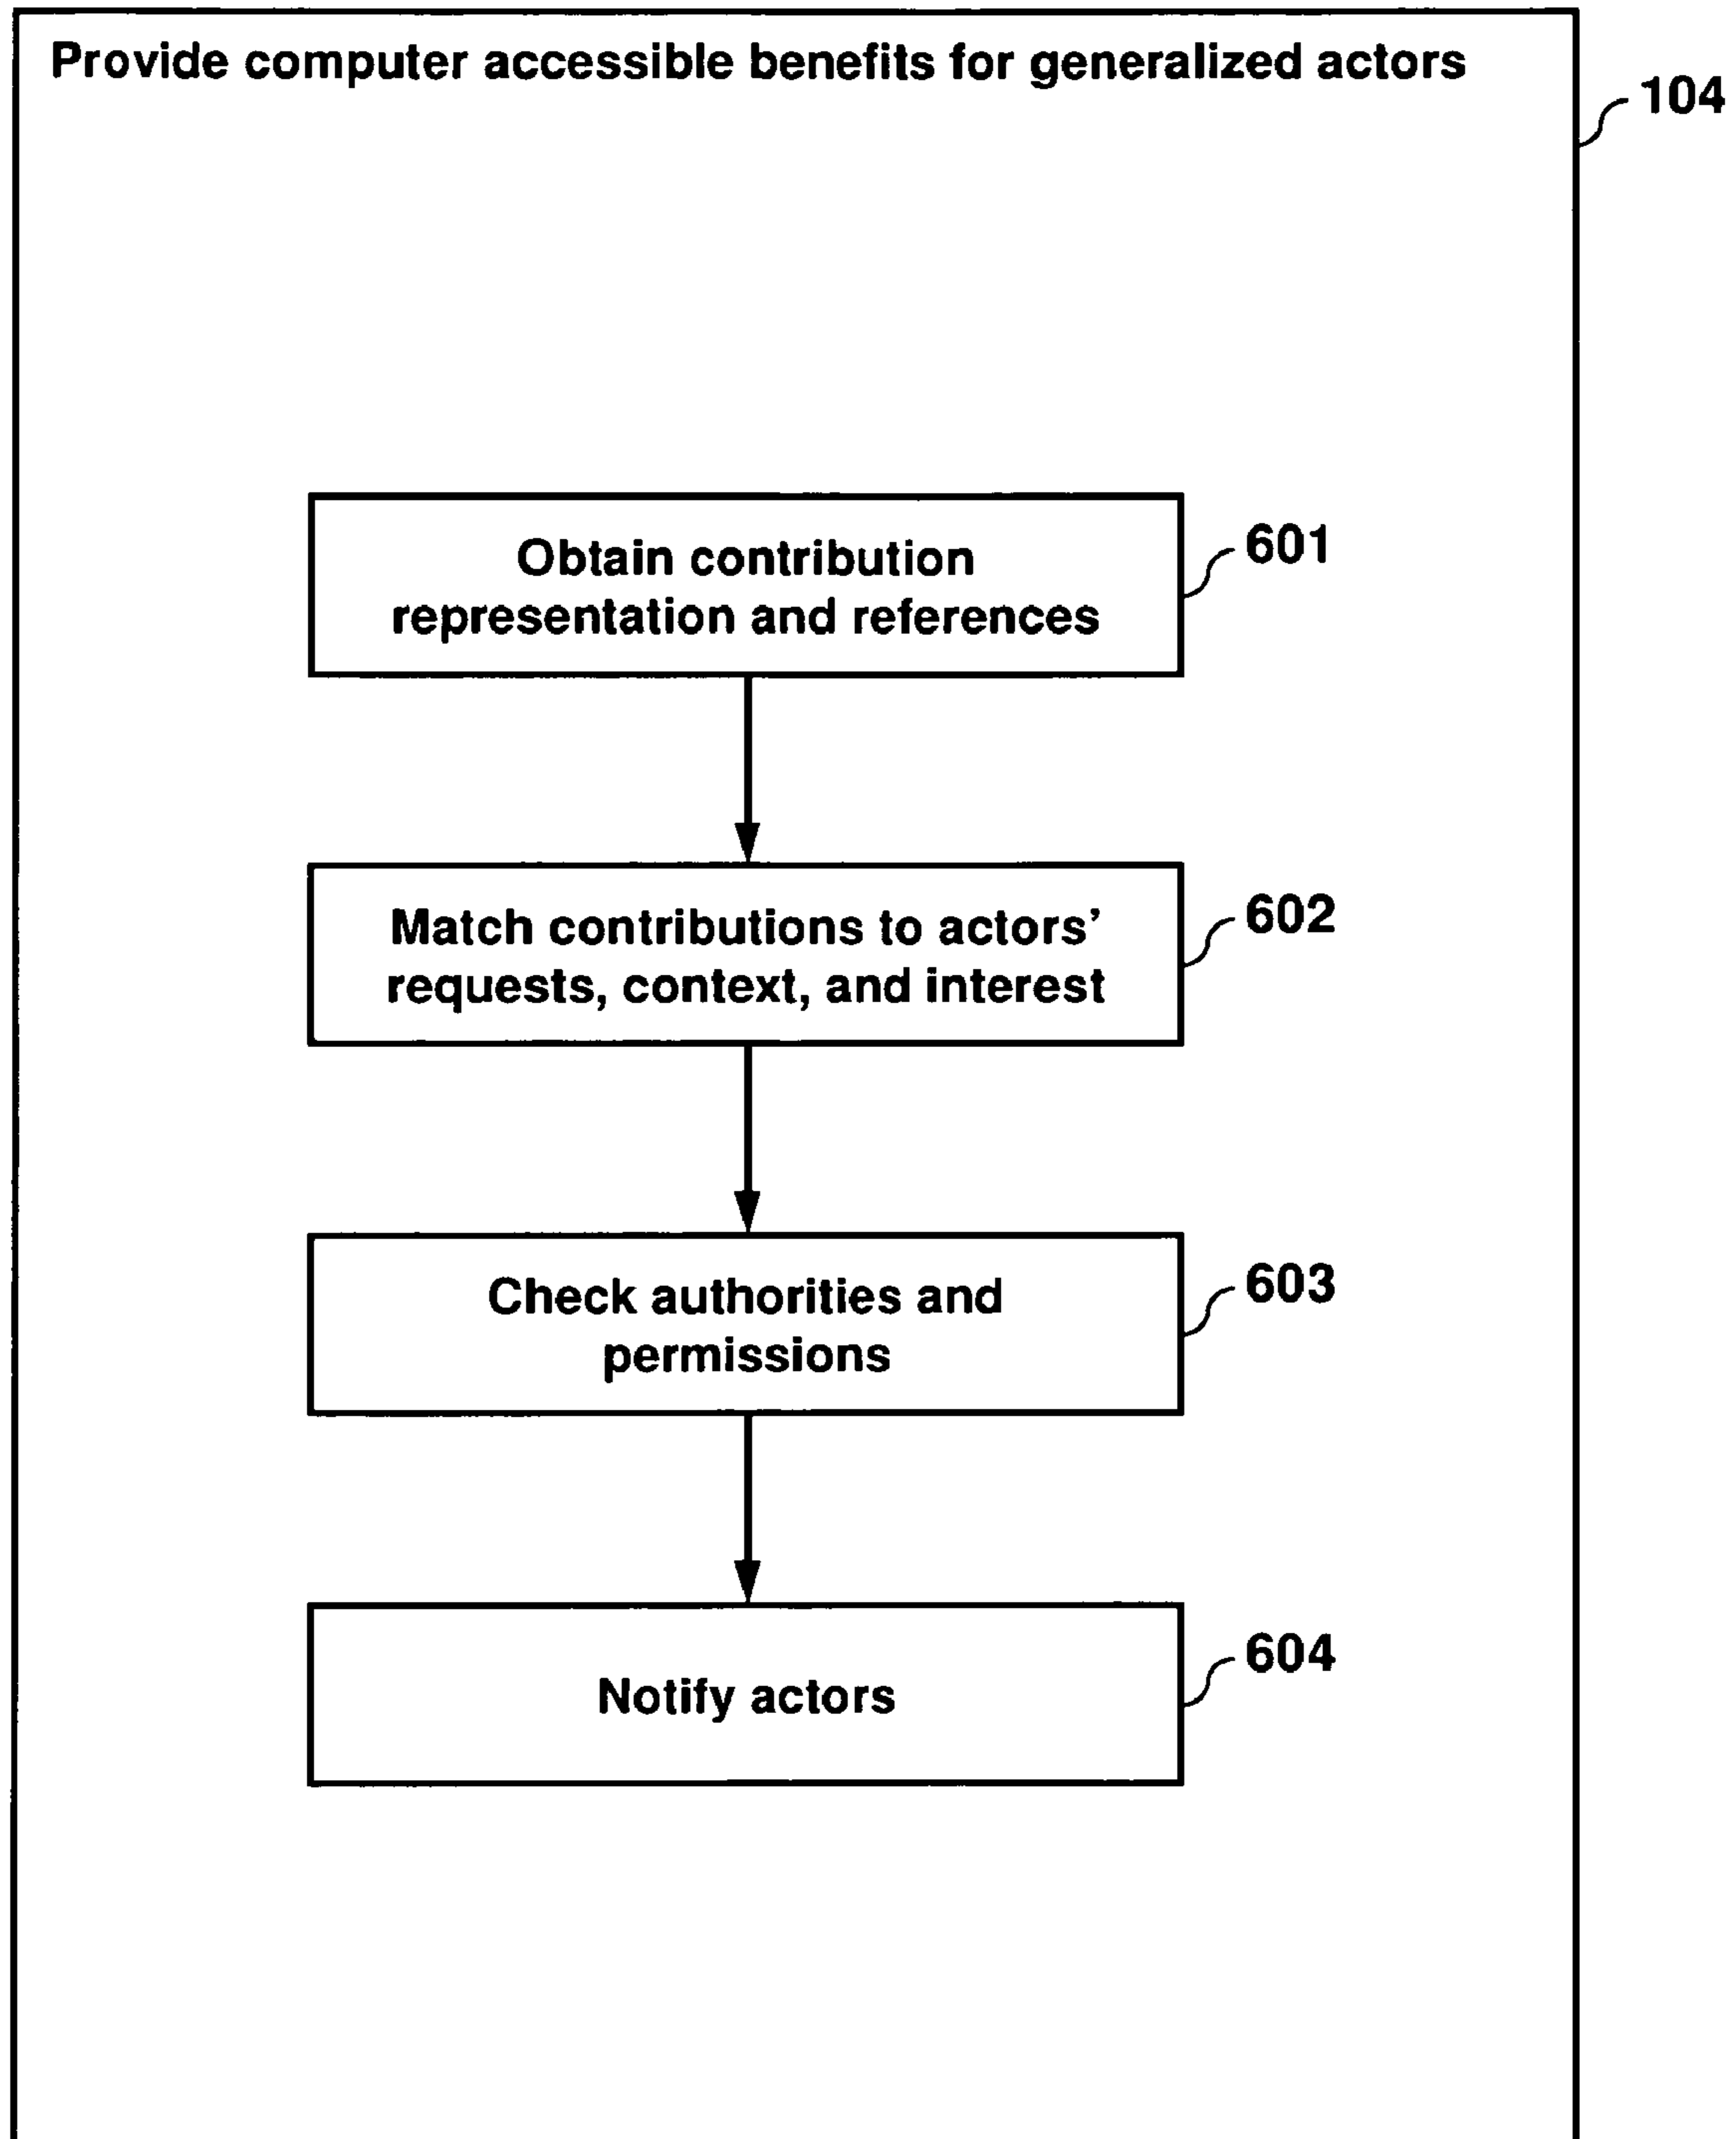 Provide computer accessible benefits for generalized actors
104
Obtain contribution
representation and references
601
Match contributions to actors’
requests, context, and interest
602
Check authorities and
permissions
603
Notify actors
604